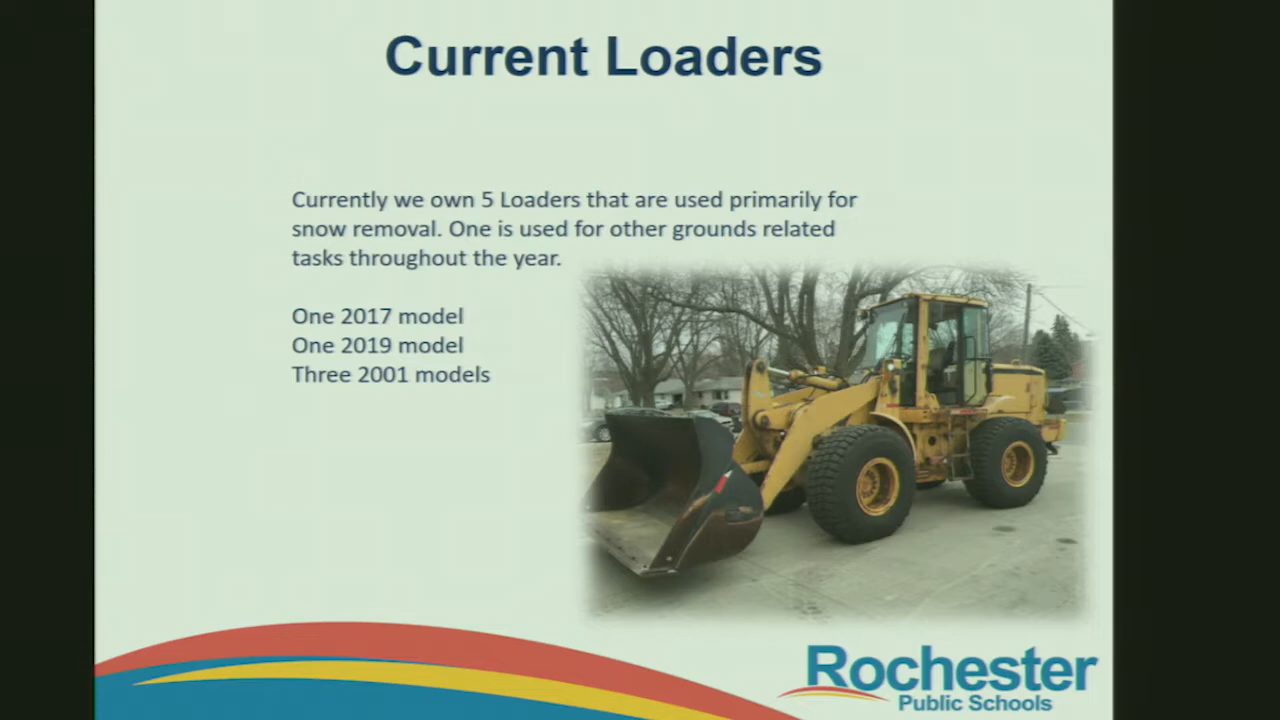 Current Loaders
Currently we own 5 Loaders that are used primarily for
snow removal. One is used for other grounds related
tasks throughout the year.
One 2017 model
One 2019 model
Three 2001 models
Rochester
Public Schools